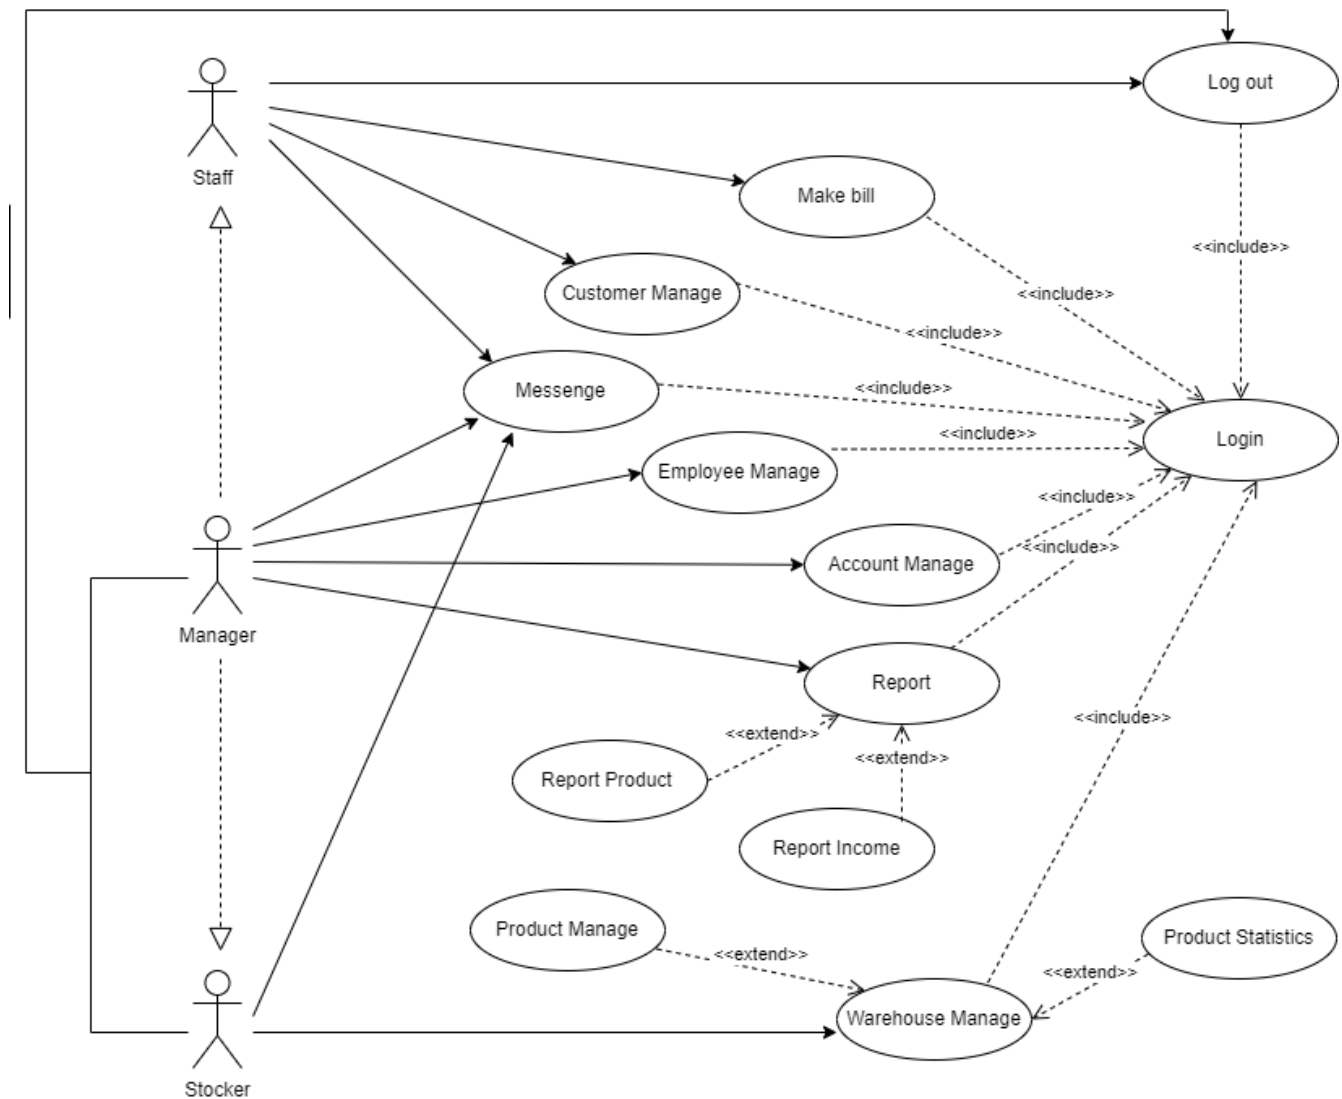 Log out
Staff
Make bill
<<include>>
Customer Manage
<<include>>
<<include>>
Messenge
<<include>>
<<include>>
Login
Employee Manage
<<include>>
<<include>>
Account Manage
Manager
Report
<<include>>
<<extend>>
<<extend>>
Report Product
Report Income
Product Manage
Product Statistics
<<extend>>
<<extend>>
Warehouse Manage
Stocker